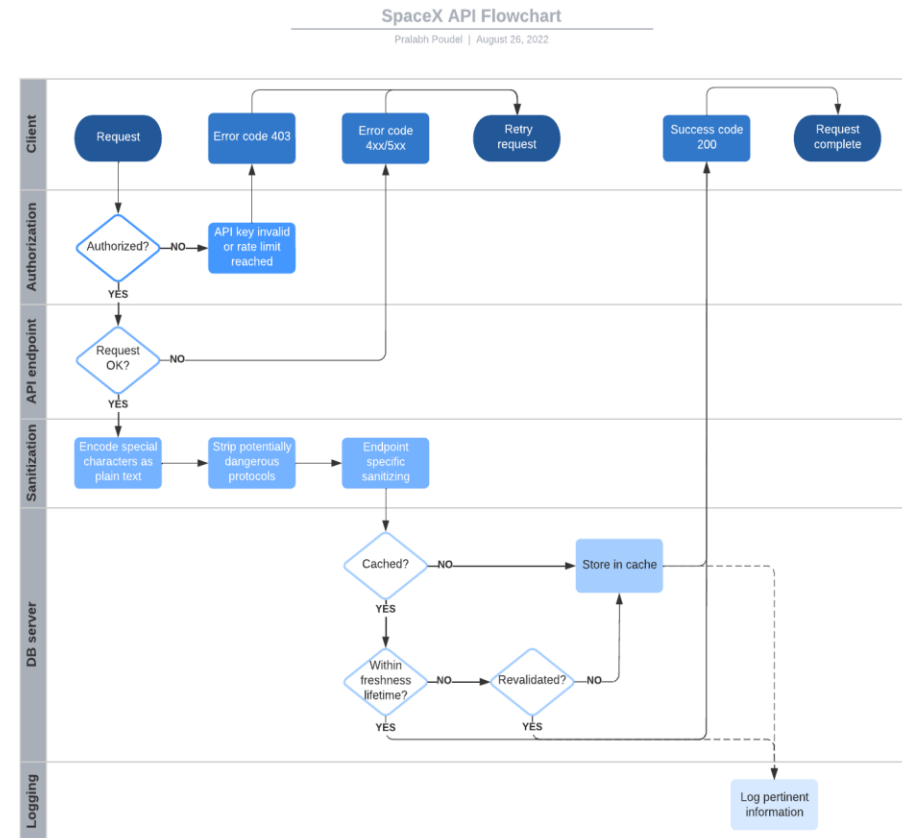 SpaceX API Flowchart
Pralabh Poudel | August 26, 2022
Client
Request
Error code 403
Error code
4xx/5xx
Retry
request
Success code
200
Request
complete
Authorization
Authorized?
NO
API key invalid
or rate limit
reached
YES
API endpoint
Request
OK?
NO
YES
Sanitization
Encode special
characters as
plain text
Strip potentially
dangerous
protocols
Endpoint
specific
sanitizing
DB server
Cached?
NO
Store in cache
YES
Within
freshness
lifetime?
NO
Revalidated?
NO
YES
YES
Logging
Log pertinent
information